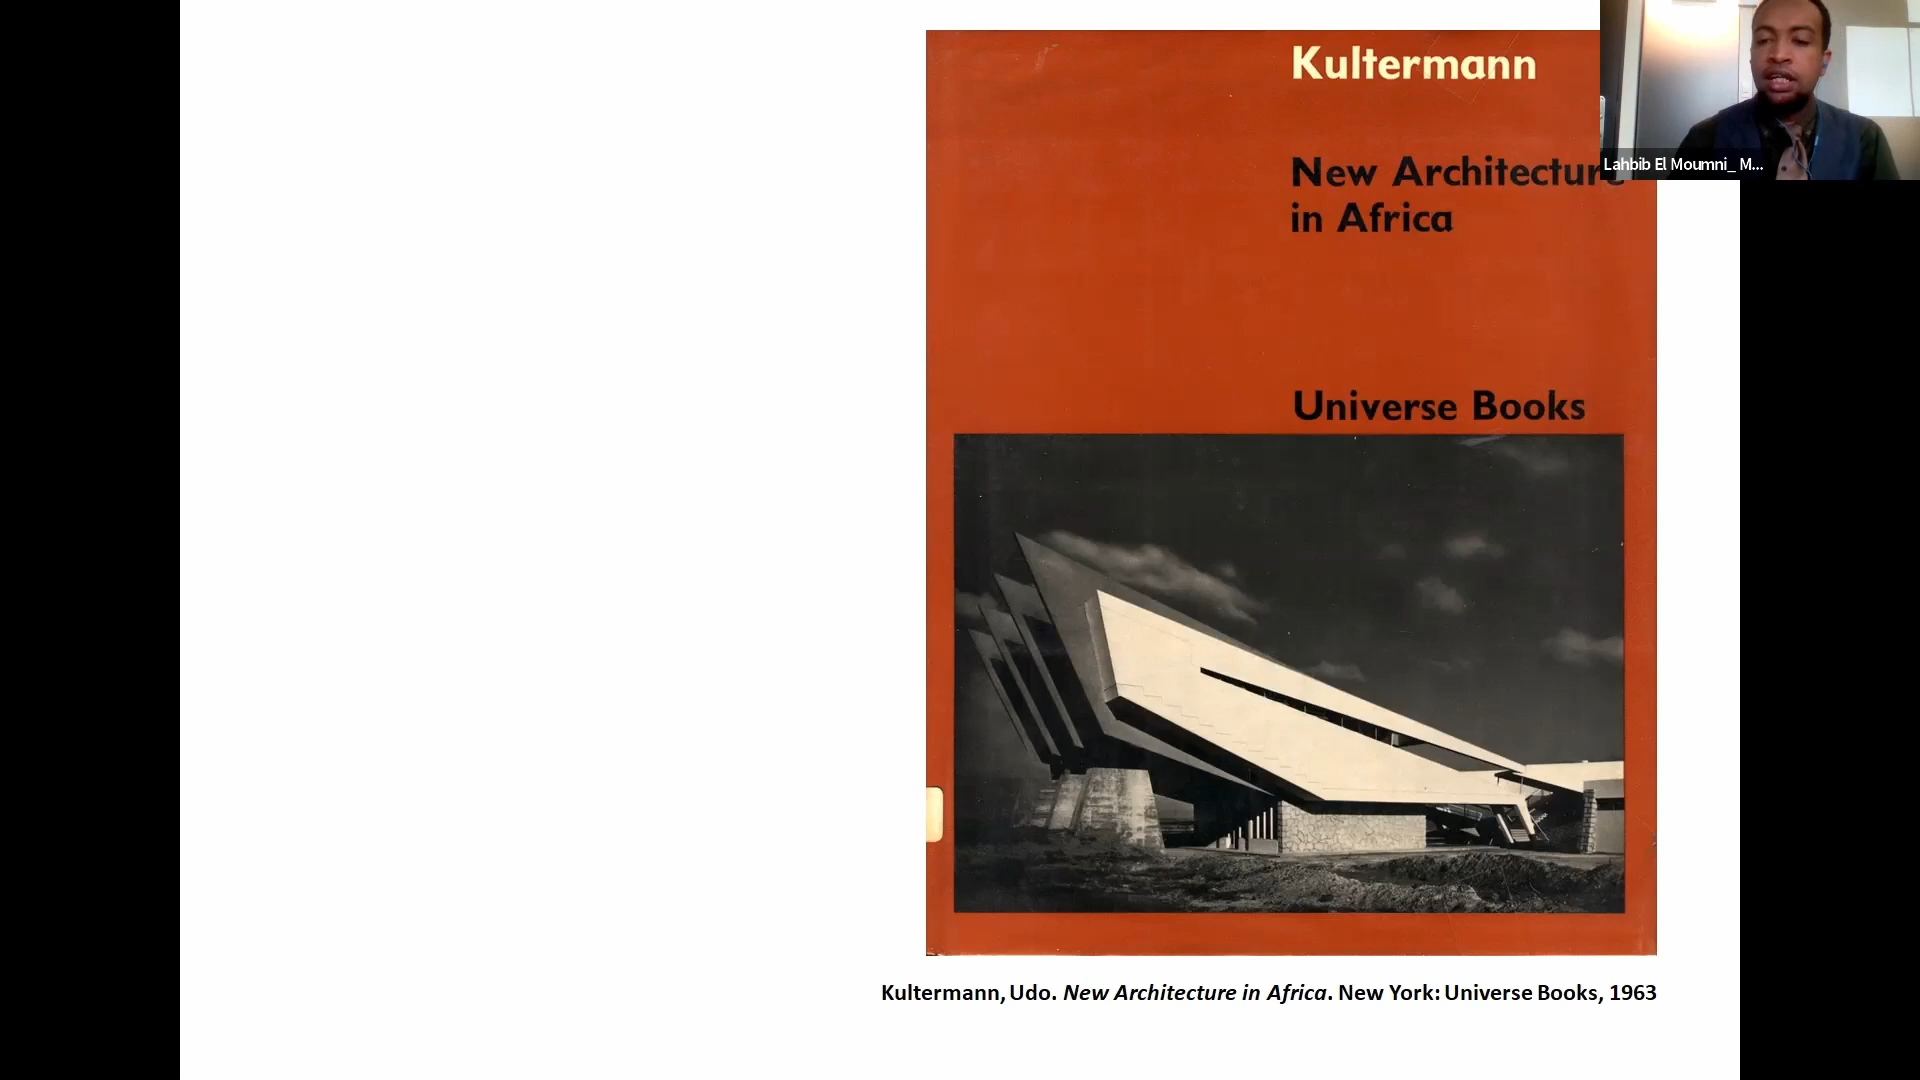 Kultermann
New Architecture
in Africa
Universe Books
Lahbib El Moumni_ M...
Kultermann, Udo. New Architecture in Africa. New York: Universe Books, 1963